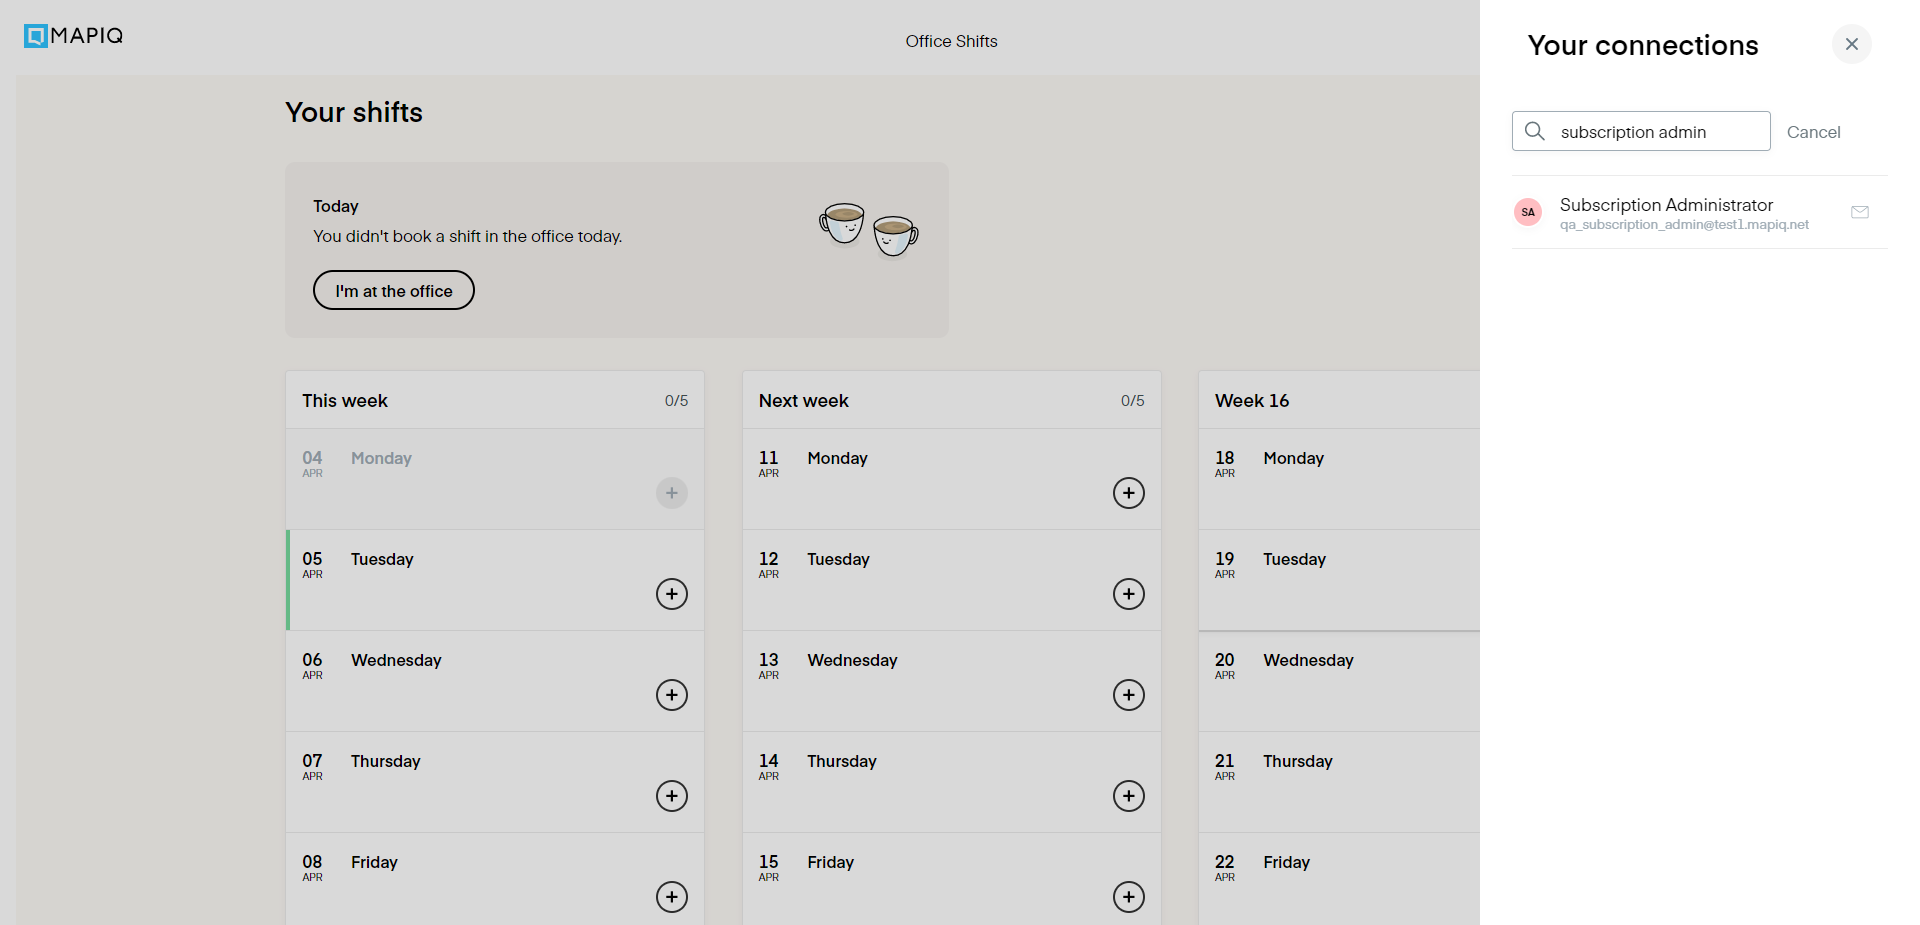 MAPIQ
Office Shifts
Your shifts
Today
You didn't book a shift in the office today.
I'm at the office
This week 0/5
04 Monday
APR
05 Tuesday
APR
06 Wednesday
APR
07 Thursday
APR
08 Friday
APR
Next week 0/5
11 Monday
APR
12 Tuesday
APR
13 Wednesday
APR
14 Thursday
APR
15 Friday
APR
Week 16
18 Monday
APR
19 Tuesday
APR
20 Wednesday
APR
21 Thursday
APR
22 Friday
APR
Your connections
subscription admin Cancel
SA Subscription Administrator
qa_subscription_admin@test1.mapiq.net